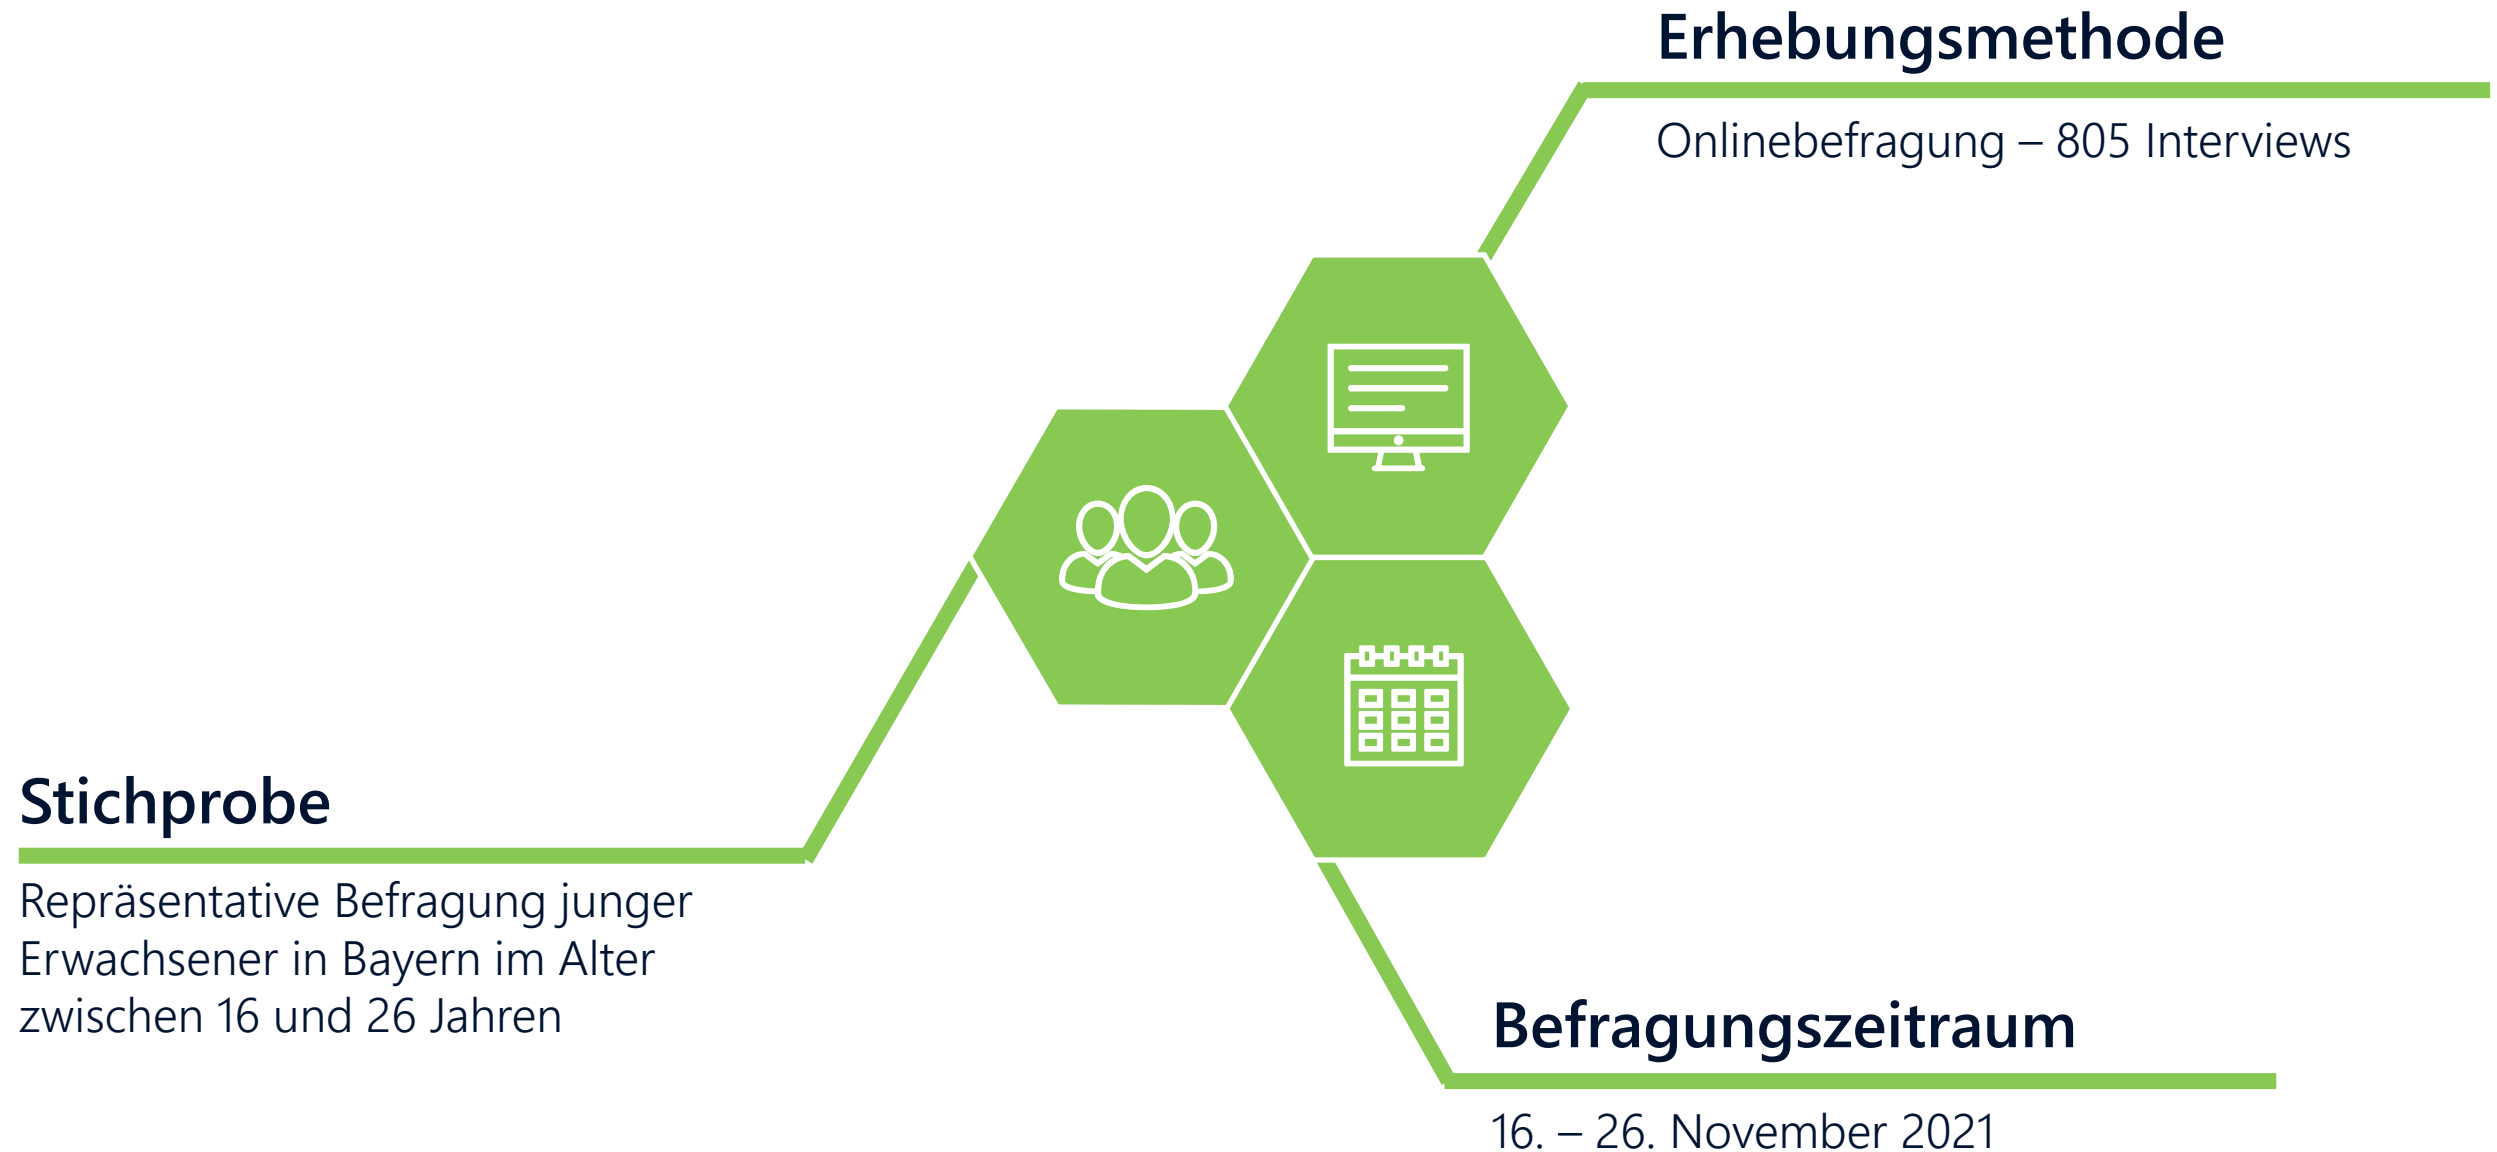 Erhebungsmethode
Onlinebefragung – 805 Interviews
Stichprobe
Repräsentative Befragung junger
Erwachsener in Bayern im Alter
zwischen 16 und 26 Jahren
Befragungszeitraum
16. – 26. November 2021